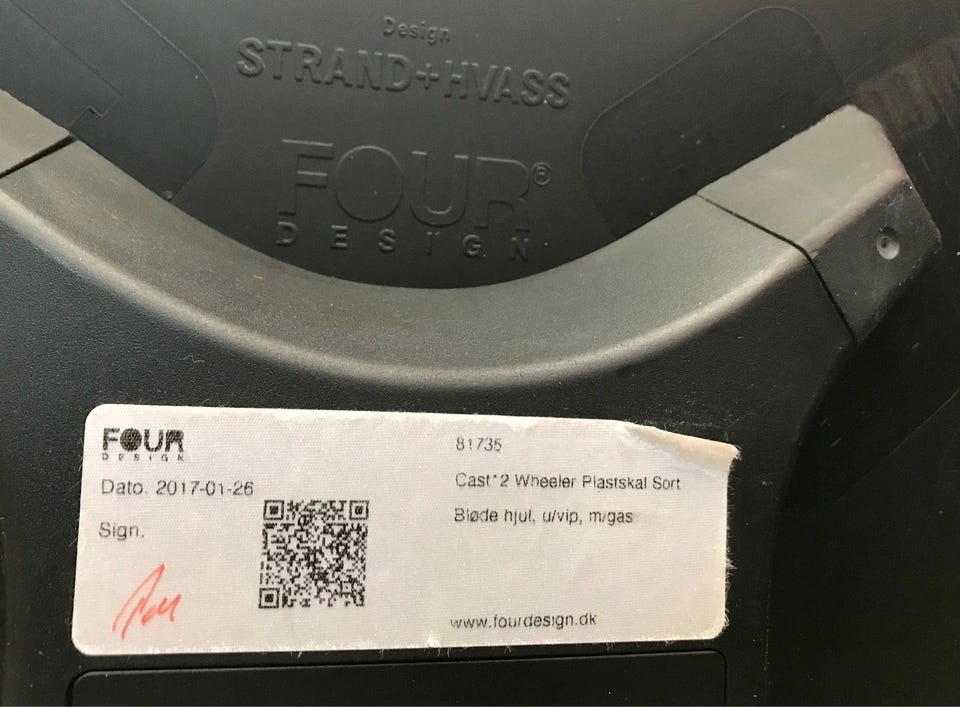 Design
STRAND+HVASS
FOUR®
DESIGN
FOUR
DESIGN
Dato. 2017-01-26
Sign.
81735
Cast*2 Wheeler Plastskal Sort
Bløde hjul, u/vip, m/gas
www.fourdesign.dk